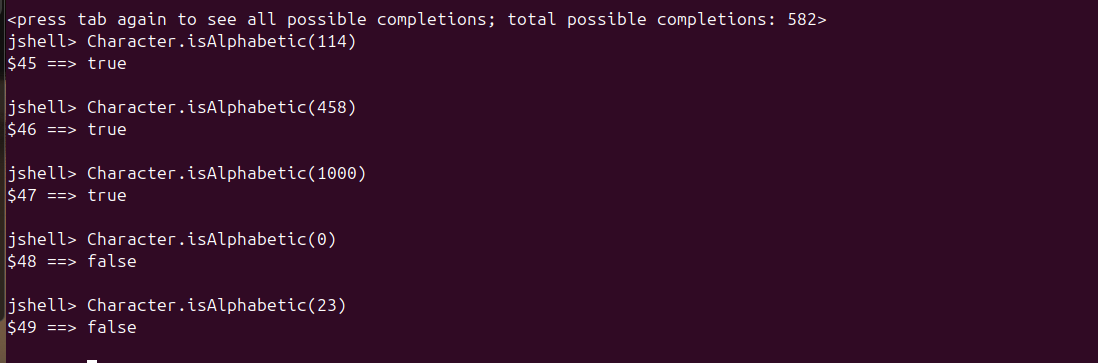 <press tab again to see all possible completions; total possible completions: 582>
jshell> Character.isAlphabetic(114)
$45 ==> true
jshell> Character.isAlphabetic(458)
$46 ==> true
jshell> Character.isAlphabetic(1000)
$47 ==> true
jshell> Character.isAlphabetic(0)
$48 ==> false
jshell> Character.isAlphabetic(23)
$49 ==> false